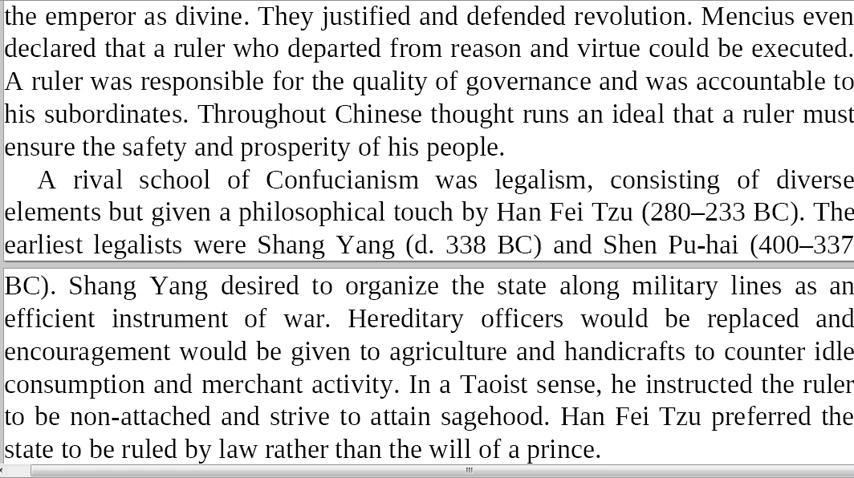 the emperor as divine. They justified and defended revolution. Mencius even
declared that a ruler who departed from reason and virtue could be executed.
A ruler was responsible for the quality of governance and was accountable to
his subordinates. Throughout Chinese thought runs an ideal that a ruler must
ensure the safety and prosperity of his people.
A rival school of Confucianism was legalism, consisting of diverse
elements but given a philosophical touch by Han Fei Tzu (280–233 BC). The
earliest legalists were Shang Yang (d. 338 BC) and Shen Pu-hai (400–337
BC). Shang Yang desired to organize the state along military lines as an
efficient instrument of war. Hereditary officers would be replaced and
encouragement would be given to agriculture and handicrafts to counter idle
consumption and merchant activity. In a Taoist sense, he instructed the ruler
to be non-attached and strive to attain sagehood. Han Fei Tzu preferred the
state to be ruled by law rather than the will of a prince.